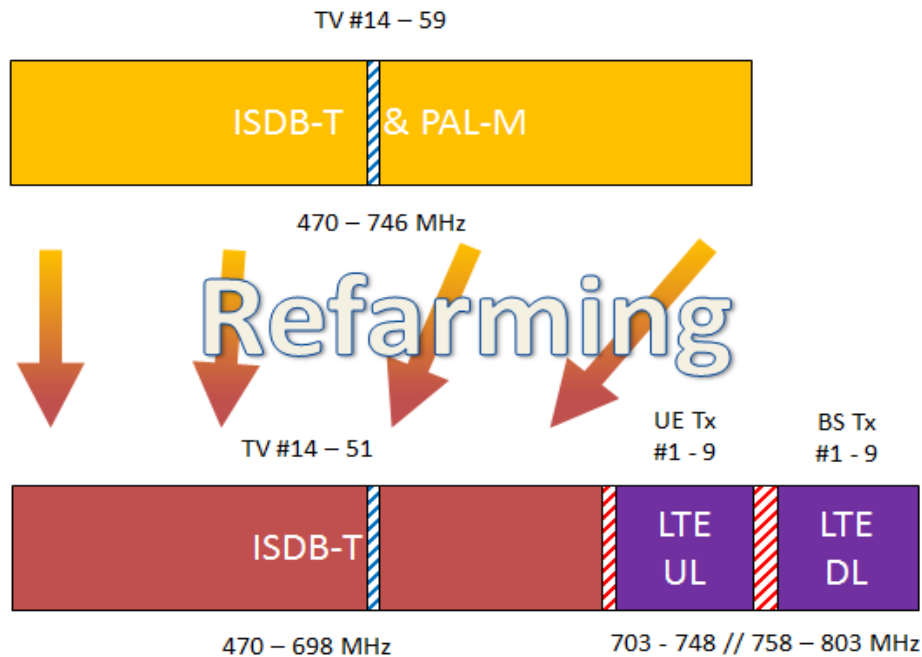 TV #14 – 59
ISDB-T & PAL-M
470 – 746 MHz
Refarming
TV #14 – 51
UE Tx
#1 - 9
BS Tx
#1 - 9
ISDB-T
LTE
UL
LTE
DL
470 – 698 MHz
703 - 748 // 758 – 803 MHz